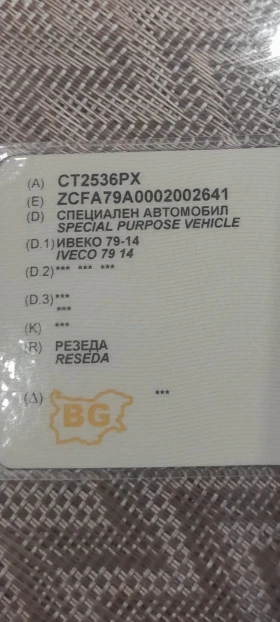 (A) CT2536PX
(E) ZCFA79A0002002641
(D) СПЕЦИАЛЕН АВТОМОБИЛ
SPECIAL PURPOSE VEHICLE
(D.1) ИВЕКО 79-14
IVECO 79 14
(D.2) *** *** ***
(D.3) ***
***
(K) ***
(R) РЕЗЕДА
RESEDA
(Δ) ***
BG